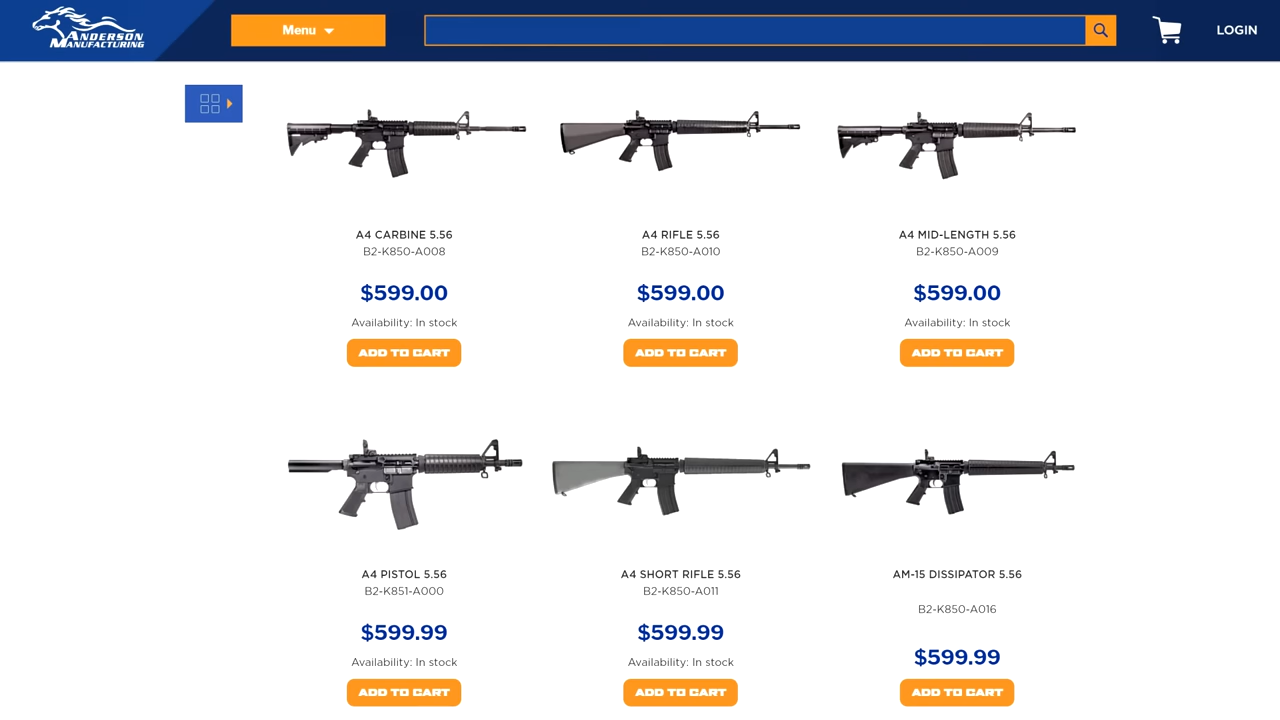 ANDERSON
MANUFACTURING
Menu
LOGIN
A4 CARBINE 5.56
B2-K850-A008
$599.00
Availability: In stock
ADD TO CART
A4 RIFLE 5.56
B2-K850-A010
$599.00
Availability: In stock
ADD TO CART
A4 MID-LENGTH 5.56
B2-K850-A009
$599.00
Availability: In stock
ADD TO CART
A4 PISTOL 5.56
B2-K851-A000
$599.99
Availability: In stock
ADD TO CART
A4 SHORT RIFLE 5.56
B2-K850-A011
$599.99
Availability: In stock
ADD TO CART
AM-15 DISSIPATOR 5.56
B2-K850-A016
$599.99
ADD TO CART